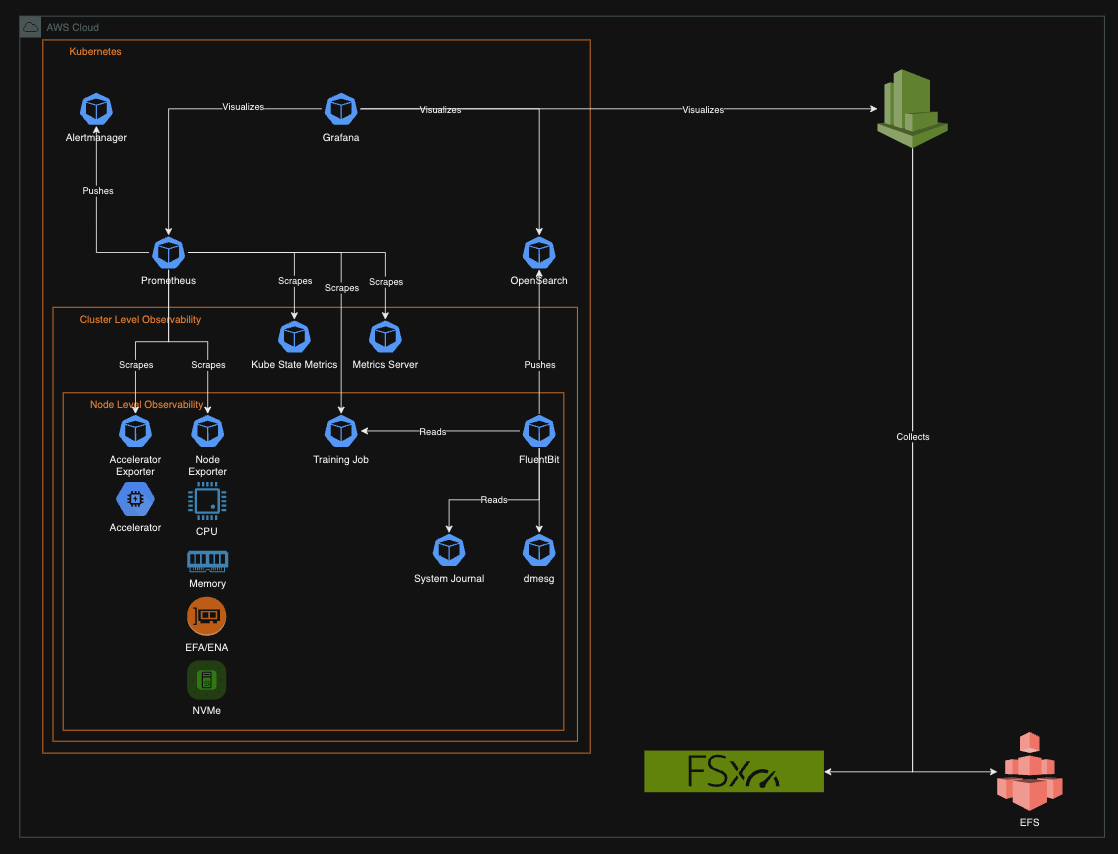 AWS Cloud
Kubernetes
Visualizes
Visualizes
Visualizes
Alertmanager
Grafana
Pushes
Prometheus
Scrapes
Scrapes
Scrapes
OpenSearch
Cluster Level Observability
Scrapes
Scrapes
Kube State Metrics
Metrics Server
Pushes
Node Level Observability
Reads
Collects
Accelerator
Exporter
Node
Exporter
Training Job
FluentBit
Reads
Accelerator
CPU
System Journal
dmesg
Memory
EFA/ENA
NVMe
FSx
EFS